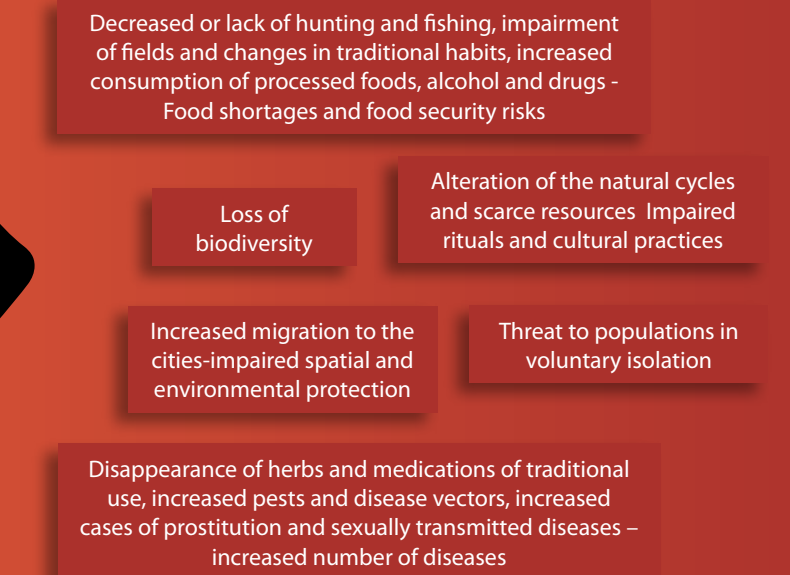 Decreased or lack of hunting and fishing, impairment
of fields and changes in traditional habits, increased
consumption of processed foods, alcohol and drugs -
Food shortages and food security risks
Loss of
biodiversity
Alteration of the natural cycles
and scarce resources  Impaired
rituals and cultural practices
Increased migration to the
cities-impaired spatial and
environmental protection
Threat to populations in
voluntary isolation
Disappearance of herbs and medications of traditional
use, increased pests and disease vectors, increased
cases of prostitution and sexually transmitted diseases –
increased number of diseases